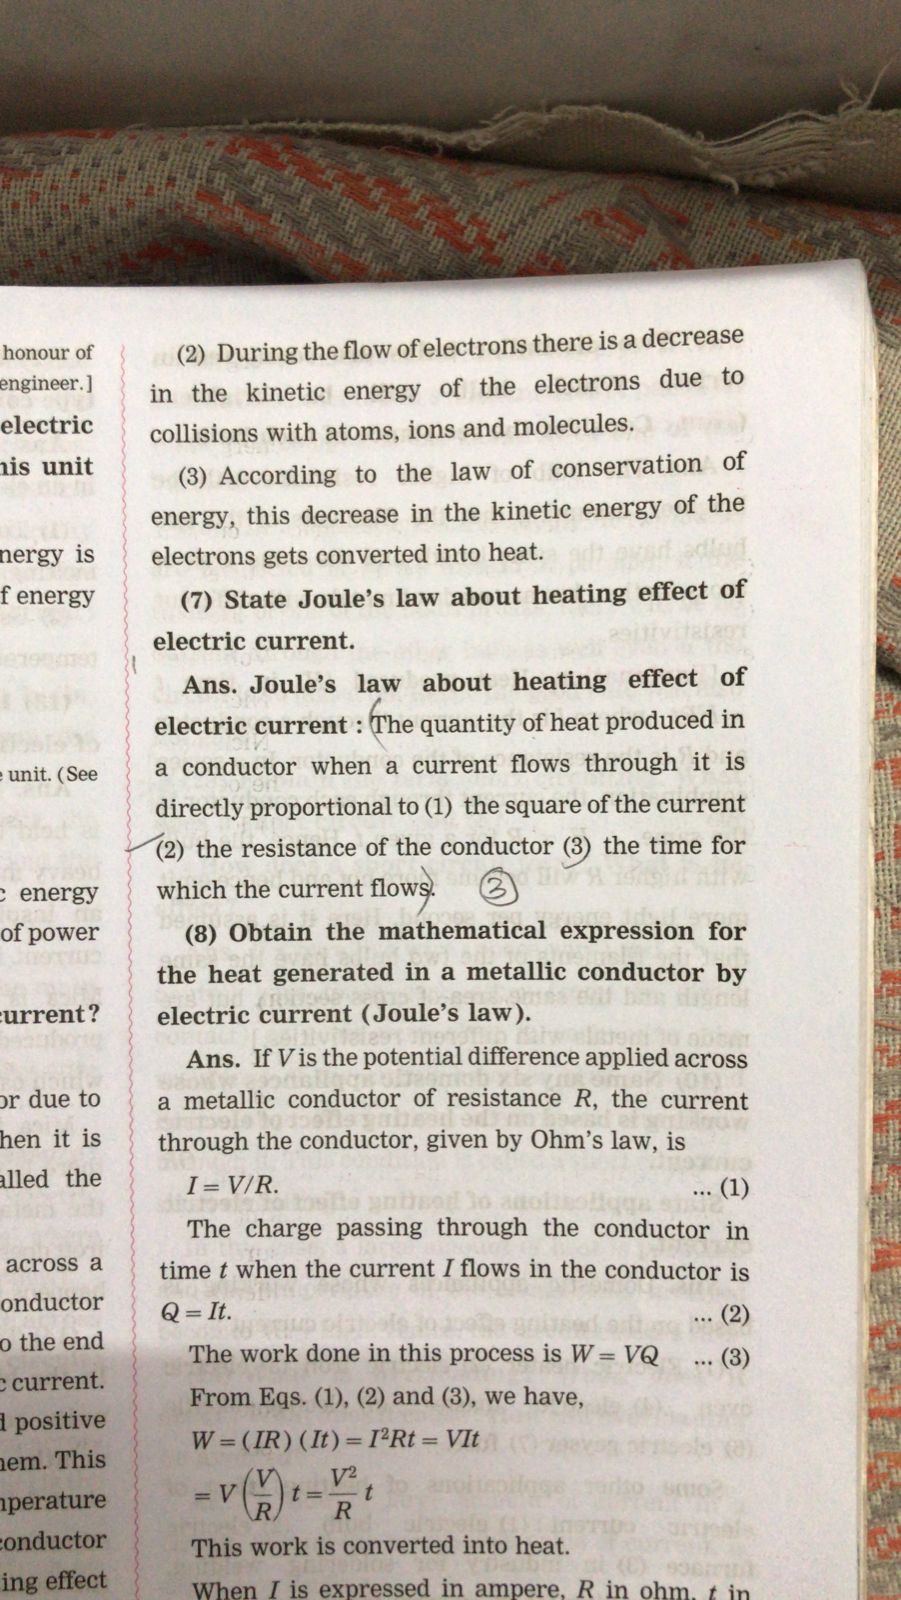 honour of
engineer.]
electric
his unit
nergy is
f energy
unit. (See
energy
of power
current?
or due to
hen it is
alled the
across a
onductor
o the end
c current.
d positive
hem. This
mperature
conductor
ing effect
(2) During the flow of electrons there is a decrease
in the kinetic energy of the electrons due to
collisions with atoms, ions and molecules.
(3) According to the law of conservation of
energy, this decrease in the kinetic energy of the
electrons gets converted into heat.
(7) State Joule's law about heating effect of
electric current.
Ans. Joule's law about heating effect of
electric current : The quantity of heat produced in
a conductor when a current flows through it is
directly proportional to (1) the square of the current
(2) the resistance of the conductor (3) the time for
which the current flows. 3
(8) Obtain the mathematical expression for
the heat generated in a metallic conductor by
electric current (Joule's law).
Ans. If V is the potential difference applied across
a metallic conductor of resistance R, the current
through the conductor, given by Ohm's law, is
I = V/R. ... (1)
The charge passing through the conductor in
time t when the current I flows in the conductor is
Q = It. ... (2)
The work done in this process is W = VQ ... (3)
From Eqs. (1), (2) and (3), we have,
W = (IR) (It) = I²Rt = VIt
= V(V/R) t = V²/R t
This work is converted into heat.
When I is expressed in ampere, R in ohm, t in